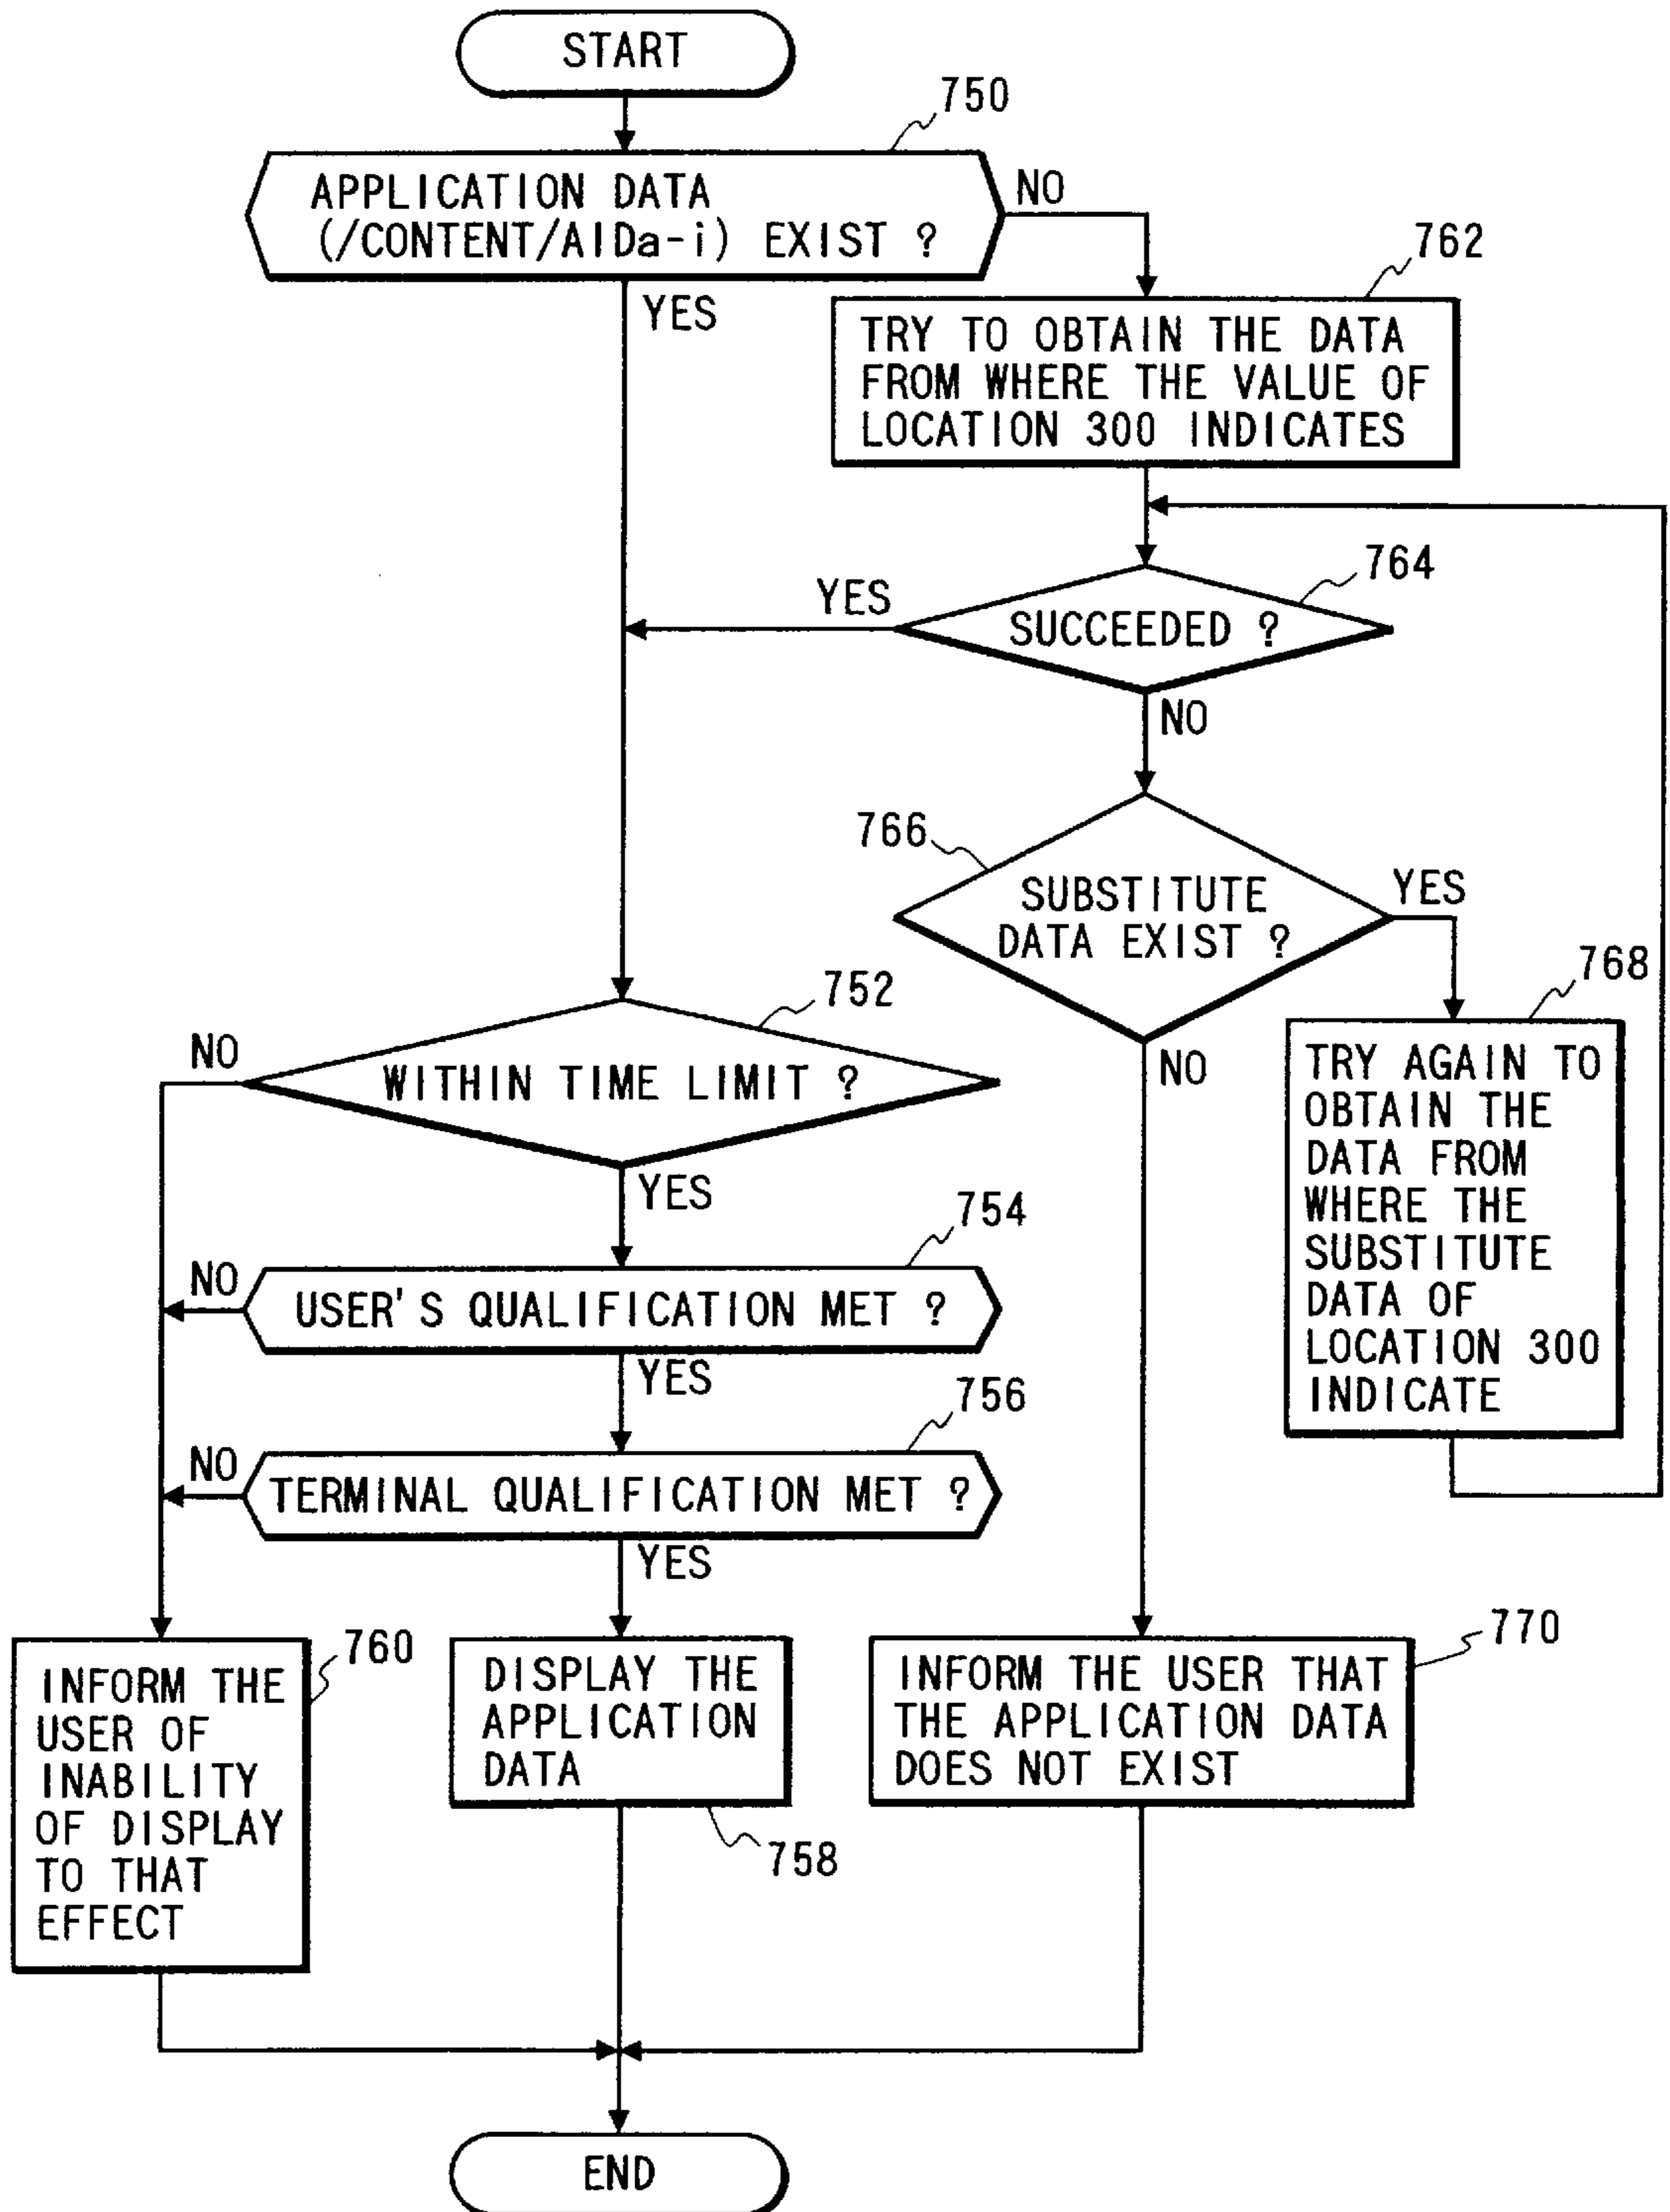 START
750
APPLICATION DATA
(/CONTENT/AIDa-i) EXIST ?
NO
YES
762
TRY TO OBTAIN THE DATA
FROM WHERE THE VALUE OF
LOCATION 300 INDICATES
764
YES
SUCCEEDED ?
NO
766
SUBSTITUTE
DATA EXIST ?
YES
NO
768
TRY AGAIN TO
OBTAIN THE
DATA FROM
WHERE THE
SUBSTITUTE
DATA OF
LOCATION 300
INDICATE
752
NO
WITHIN TIME LIMIT ?
YES
754
NO
USER'S QUALIFICATION MET ?
YES
756
NO
TERMINAL QUALIFICATION MET ?
YES
760
INFORM THE
USER OF
INABILITY
OF DISPLAY
TO THAT
EFFECT
DISPLAY THE
APPLICATION
DATA
758
770
INFORM THE USER THAT
THE APPLICATION DATA
DOES NOT EXIST
END